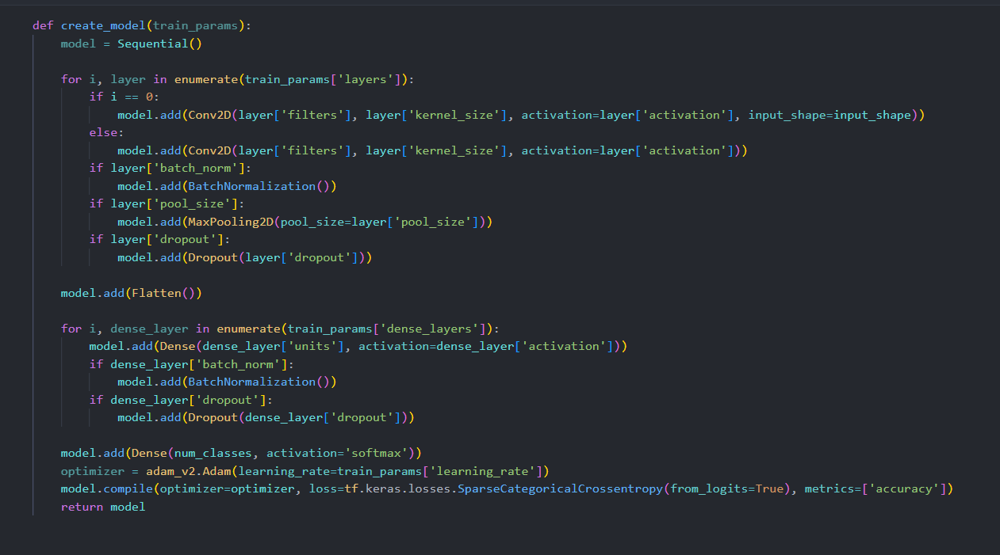 def create_model(train_params):
    model = Sequential()

    for i, layer in enumerate(train_params['layers']):
        if i == 0:
            model.add(Conv2D(layer['filters'], layer['kernel_size'], activation=layer['activation'], input_shape=input_shape))
        else:
            model.add(Conv2D(layer['filters'], layer['kernel_size'], activation=layer['activation']))
        if layer['batch_norm']:
            model.add(BatchNormalization())
        if layer['pool_size']:
            model.add(MaxPooling2D(pool_size=layer['pool_size']))
        if layer['dropout']:
            model.add(Dropout(layer['dropout']))

    model.add(Flatten())

    for i, dense_layer in enumerate(train_params['dense_layers']):
        model.add(Dense(dense_layer['units'], activation=dense_layer['activation']))
        if dense_layer['batch_norm']:
            model.add(BatchNormalization())
        if dense_layer['dropout']:
            model.add(Dropout(dense_layer['dropout']))

    model.add(Dense(num_classes, activation='softmax'))
    optimizer = adam_v2.Adam(learning_rate=train_params['learning_rate'])
    model.compile(optimizer=optimizer, loss=tf.keras.losses.SparseCategoricalCrossentropy(from_logits=True), metrics=['accuracy'])
    return model